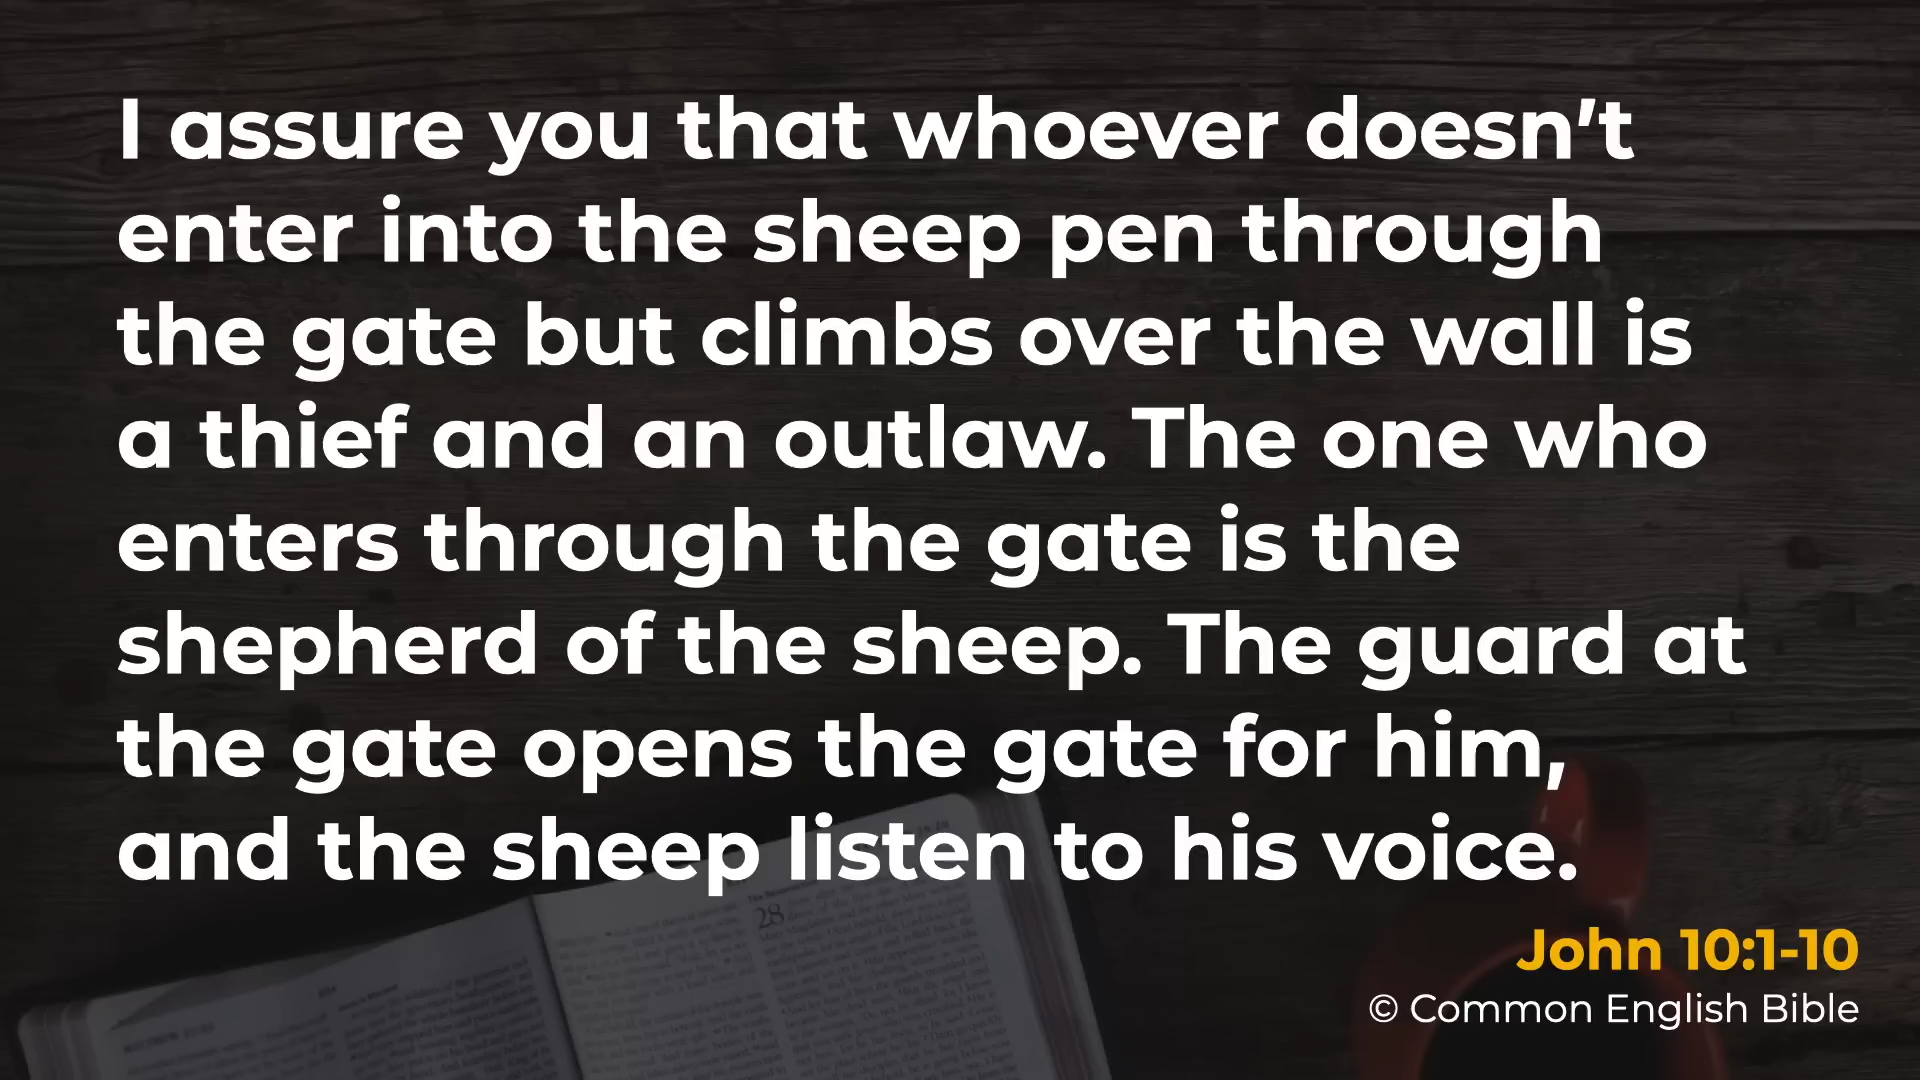 I assure you that whoever doesn’t
enter into the sheep pen through
the gate but climbs over the wall is
a thief and an outlaw. The one who
enters through the gate is the
shepherd of the sheep. The guard at
the gate opens the gate for him,
and the sheep listen to his voice.
John 10:1-10
© Common English Bible
28